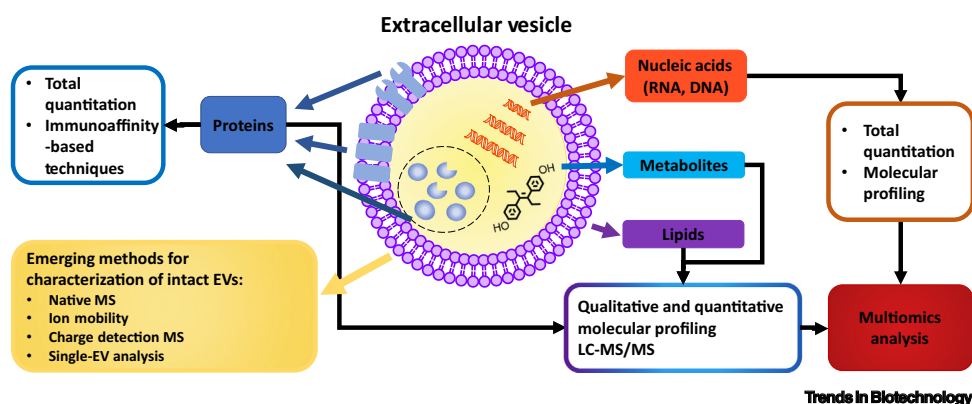 Extracellular vesicle
• Total
quantitation
• Immunoaffinity
-based
techniques
Proteins
Nucleic acids
(RNA, DNA)
Metabolites
Lipids
• Total
quantitation
• Molecular
profiling
OH
HO
Emerging methods for
characterization of intact EVs:
• Native MS
• Ion mobility
• Charge detection MS
• Single-EV analysis
Qualitative and quantitative
molecular profiling
LC-MS/MS
Multiomics
analysis
Trends in Biotechnology